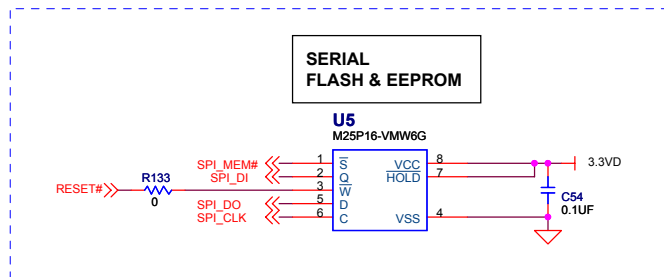 SERIAL
FLASH & EEPROM
U5
M25P16-VMW6G
SPI_MEM# 1 S VCC 8 3.3VD
SPI_DI 2 Q HOLD 7
RESET# R133 0 3 W
SPI_DO 5 D
SPI_CLK 6 C VSS 4
C54
0.1UF